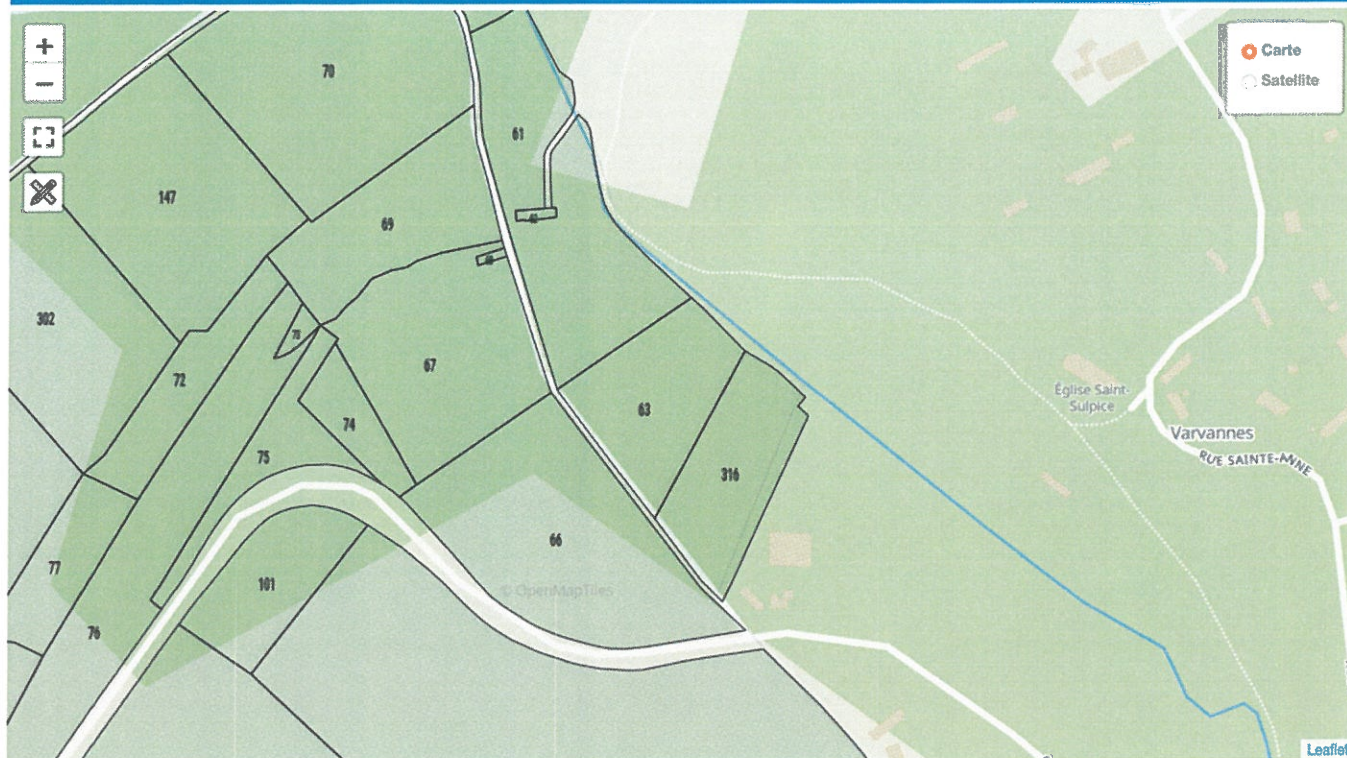 +
−
Carte
Satellite
70
61
147
69
302
72
67
63
74
75
316
66
77
101
76
© OpenMapTiles
Église Saint-
Sulpice
Varvannes
RUE SAINTE-ANNE
Leaflet